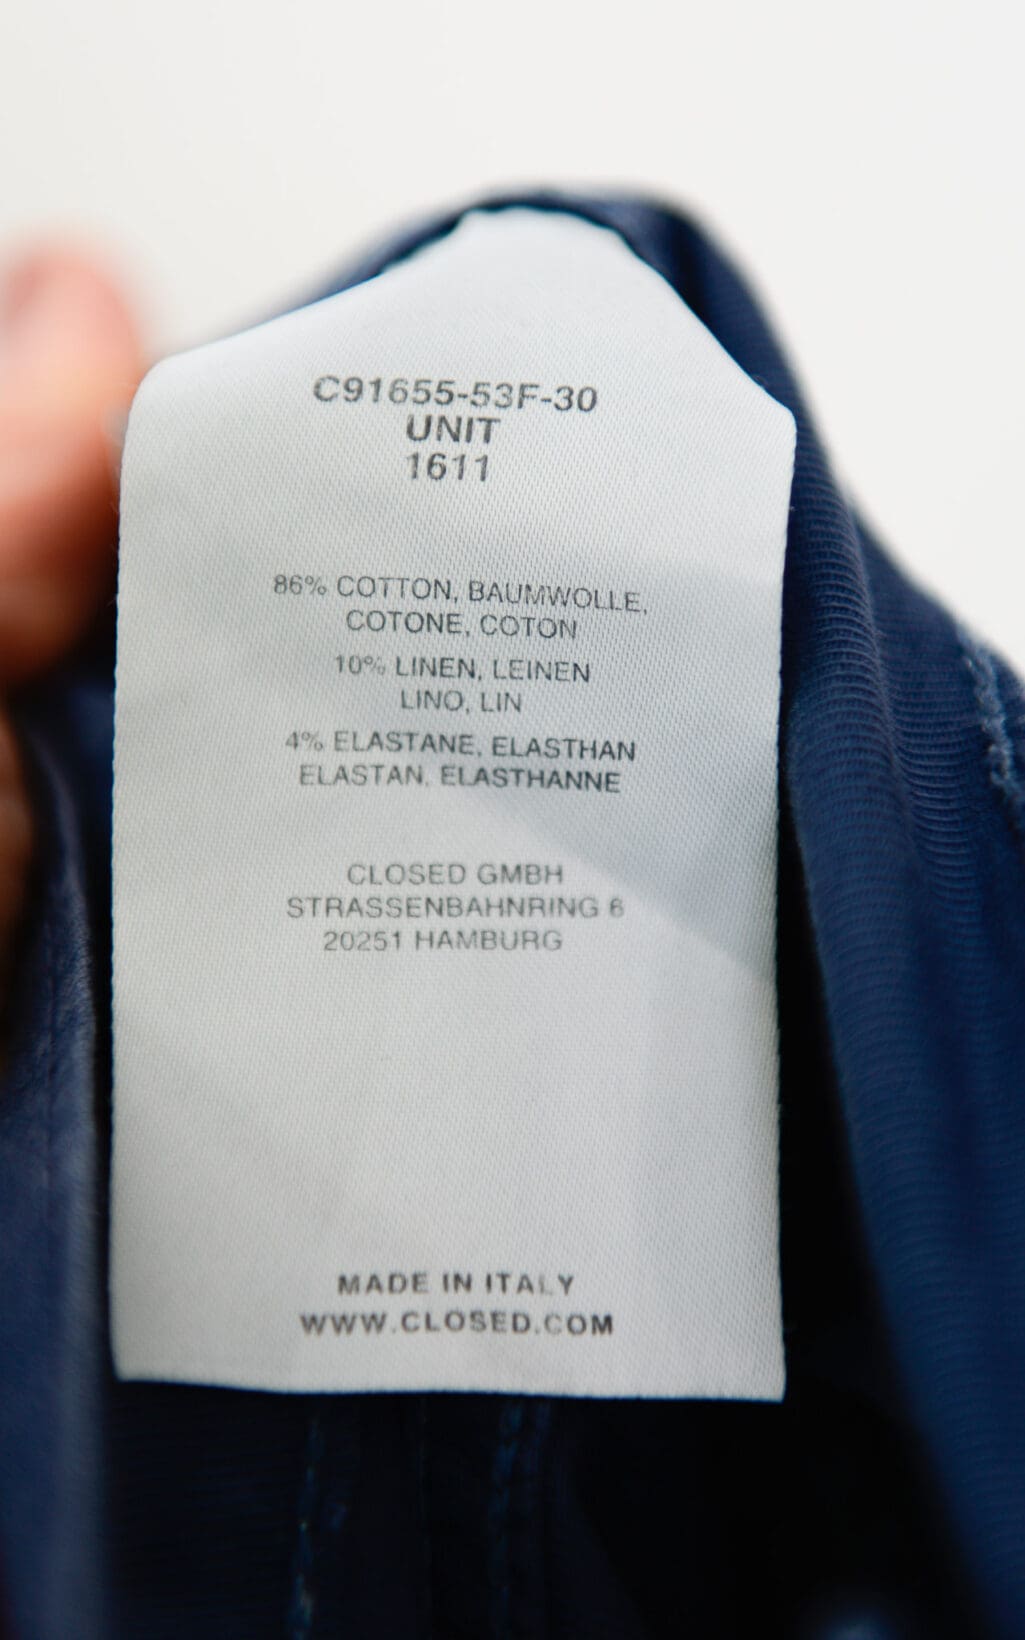 C91655-53F-30
UNIT
1611
86% COTTON, BAUMWOLLE,
COTONE, COTON
10% LINEN, LEINEN
LINO, LIN
4% ELASTANE, ELASTHAN
ELASTAN, ELASTHANNE
CLOSED GMBH
STRASSENBAHNRING 6
20251 HAMBURG
MADE IN ITALY
WWW.CLOSED.COM